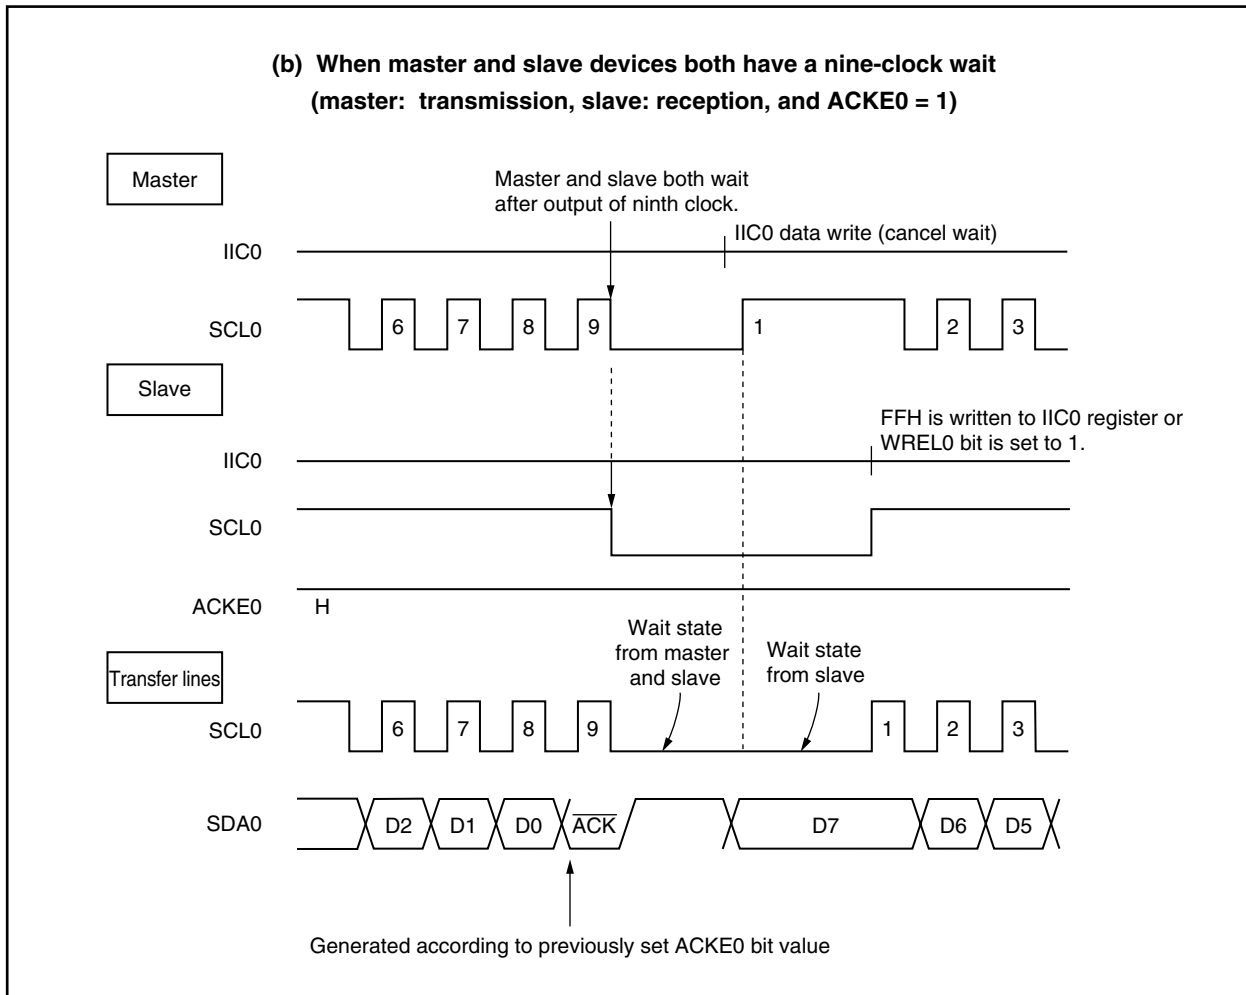 (b) When master and slave devices both have a nine-clock wait
(master: transmission, slave: reception, and ACKE0 = 1)
Master
Master and slave both wait
after output of ninth clock.
IIC0 data write (cancel wait)
IIC0
SCL0
6 7 8 9 1 2 3
Slave
FFH is written to IIC0 register or
WREL0 bit is set to 1.
IIC0
SCL0
ACKE0 H
Wait state
from master
and slave
Wait state
from slave
Transfer lines
SCL0
6 7 8 9 1 2 3
SDA0
D2 D1 D0 ACK D7 D6 D5
Generated according to previously set ACKE0 bit value